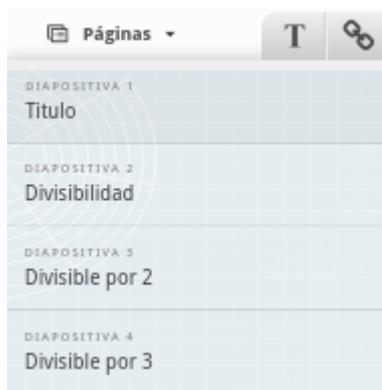 Páginas
T
DIAPOSITIVA 1
Titulo
DIAPOSITIVA 2
Divisibilidad
DIAPOSITIVA 3
Divisible por 2
DIAPOSITIVA 4
Divisible por 3